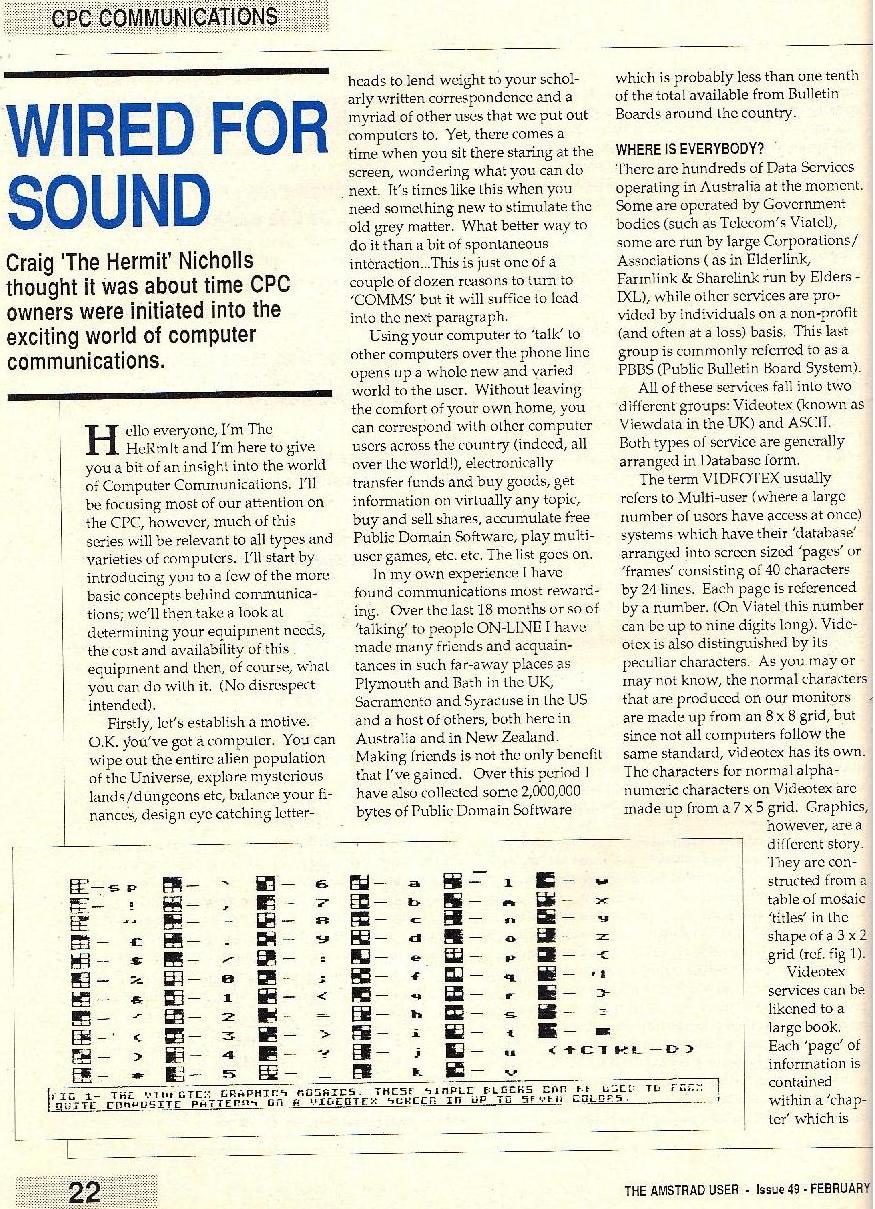 CPC COMMUNICATIONS
WIRED FOR
SOUND
Craig 'The Hermit' Nicholls
thought it was about time CPC
owners were initiated into the
exciting world of computer
communications.
Hello everyone, I'm The
HeRmIt and I'm here to give
you a bit of an insight into the world
of Computer Communications. I'll
be focusing most of our attention on
the CPC, however, much of this
series will be relevant to all types and
varieties of computers. I'll start by
introducing you to a few of the more
basic concepts behind communica-
tions; we'll then take a look at
determining your equipment needs,
the cost and availability of this
equipment and then, of course, what
you can do with it. (No disrespect
intended).
Firstly, let's establish a motive.
O.K. you've got a computer. You can
wipe out the entire alien population
of the Universe, explore mysterious
lands/dungeons etc, balance your fi-
nances, design eye catching letter-
heads to lend weight to your schol-
arly written correspondence and a
myriad of other uses that we put out
computers to. Yet, there comes a
time when you sit there staring at the
screen, wondering what you can do
next. It's times like this when you
need something new to stimulate the
old grey matter. What better way to
do it than a bit of spontaneous
interaction...This is just one of a
couple of dozen reasons to turn to
'COMMS' but it will suffice to lead
into the next paragraph.
Using your computer to 'talk' to
other computers over the phone line
opens up a whole new and varied
world to the user. Without leaving
the comfort of your own home, you
can correspond with other computer
users across the country (indeed, all
over the world!), electronically
transfer funds and buy goods, get
information on virtually any topic,
buy and sell shares, accumulate free
Public Domain Software, play multi-
user games, etc. etc. The list goes on.
In my own experience I have
found communications most reward-
ing. Over the last 18 months or so of
'talking' to people ON-LINE I have
made many friends and acquain-
tances in such far-away places as
Plymouth and Bath in the UK,
Sacramento and Syracuse in the US
and a host of others, both here in
Australia and in New Zealand.
Making friends is not the only benefit
that I've gained. Over this period I
have also collected some 2,000,000
bytes of Public Domain Software
which is probably less than one tenth
of the total available from Bulletin
Boards around the country.
WHERE IS EVERYBODY?
There are hundreds of Data Services
operating in Australia at the moment.
Some are operated by Government
bodies (such as Telecom's Viatel),
some are run by large Corporations/
Associations ( as in Elderlink,
Farmlink & Sharelink run by Elders -
IXL), while other services are pro-
vided by individuals on a non-profit
(and often at a loss) basis. This last
group is commonly referred to as a
PBBS (Public Bulletin Board System).
All of these services fall into two
different groups: Videotex (known as
Viewdata in the UK) and ASCII.
Both types of service are generally
arranged in Database form.
The term VIDEOTEX usually
refers to Multi-user (where a large
number of users have access at once)
systems which have their 'database'
arranged into screen sized 'pages' or
'frames' consisting of 40 characters
by 24 lines. Each page is referenced
by a number. (On Viatel this number
can be up to nine digits long). Vide-
otex is also distinguished by its
peculiar characters. As you may or
may not know, the normal characters
that are produced on our monitors
are made up from an 8 x 8 grid, but
since not all computers follow the
same standard, videotex has its own.
The characters for normal alpha-
numeric characters on Videotex are
made up from a 7 x 5 grid. Graphics,
however, are a
different story.
They are con-
structed from a
table of mosaic
'titles' in the
shape of a 3 x 2
grid (ref. fig 1).
Videotex
services can be
likened to a
large book.
Each 'page' of
information is
contained
within a 'chap-
ter' which is
FIG 1- THE VIDEOTEX GRAPHICS MOSAICS. THESE SIMPLE BLOCKS CAN BE USED TO FORM
QUITE COMPOSITE PATTERNS ON A VIDEOTEX SCREEN IN UP TO SEVEN COLORS.
22
THE AMSTRAD USER - Issue 49 - FEBRUARY